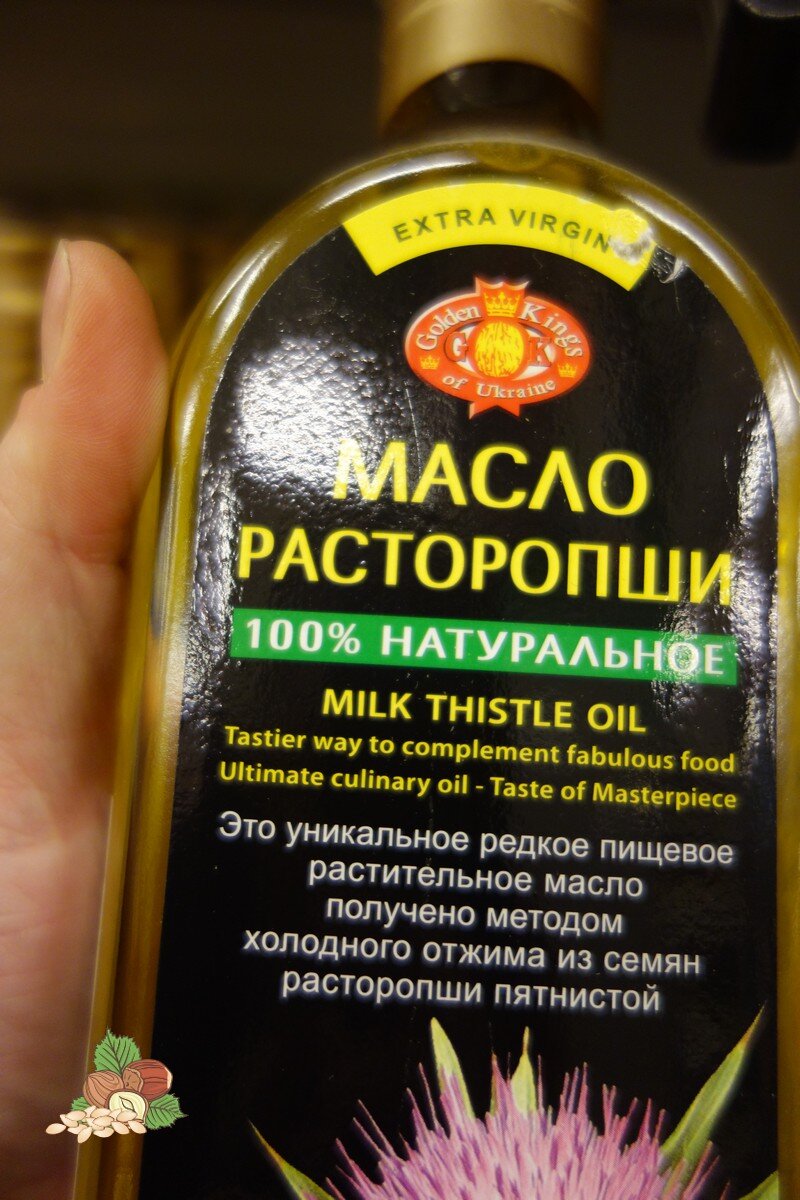 EXTRA VIRGIN
Golden Kings
G K
of Ukraine
МАСЛО
РАСТОРОПШИ
100% НАТУРАЛЬНОЕ
MILK THISTLE OIL
Tastier way to complement fabulous food
Ultimate culinary oil - Taste of Masterpiece
Это уникальное редкое пищевое
растительное масло
получено методом
холодного отжима из семян
расторопши пятнистой